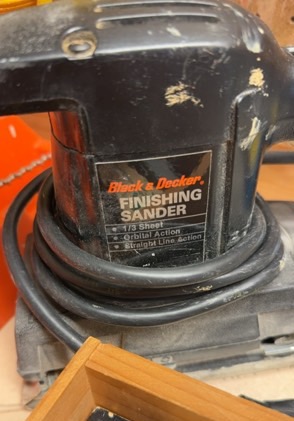 Black & Decker®
FINISHING
SANDER
• 1/3 Sheet
• Orbital Action
• Straight Line Action